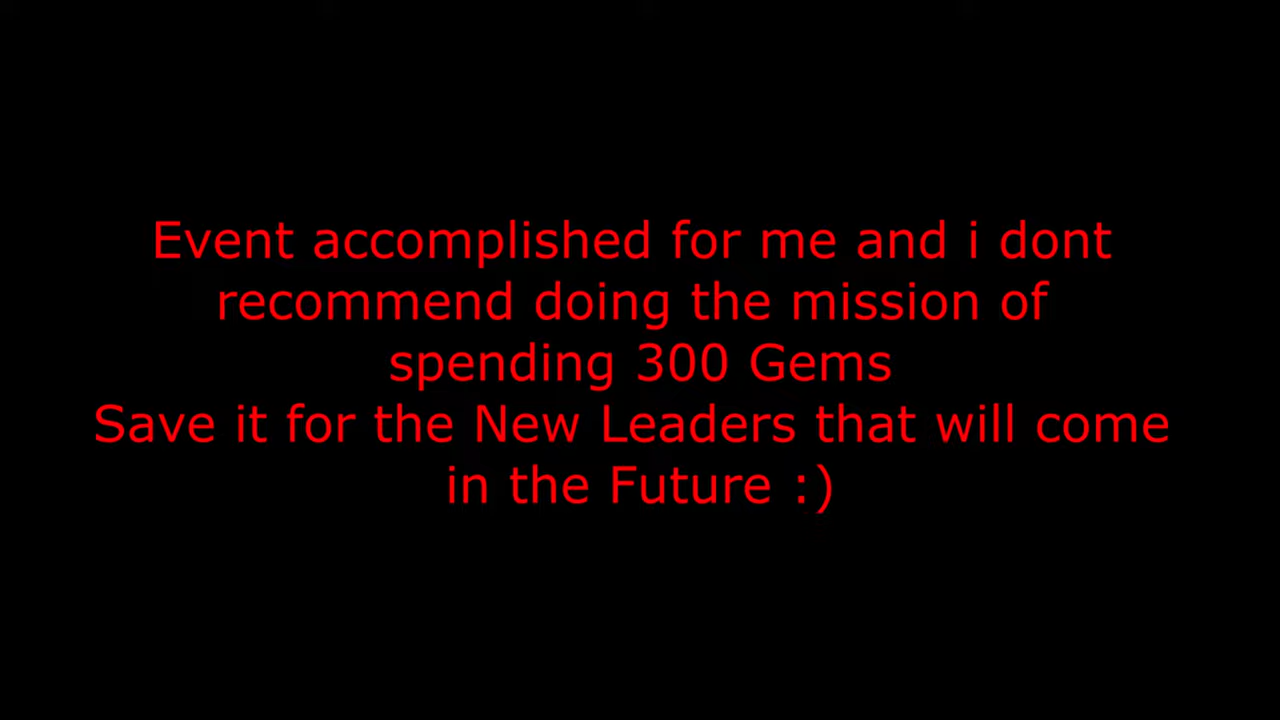 Event accomplished for me and i dont
recommend doing the mission of
spending 300 Gems
Save it for the New Leaders that will come
in the Future :)